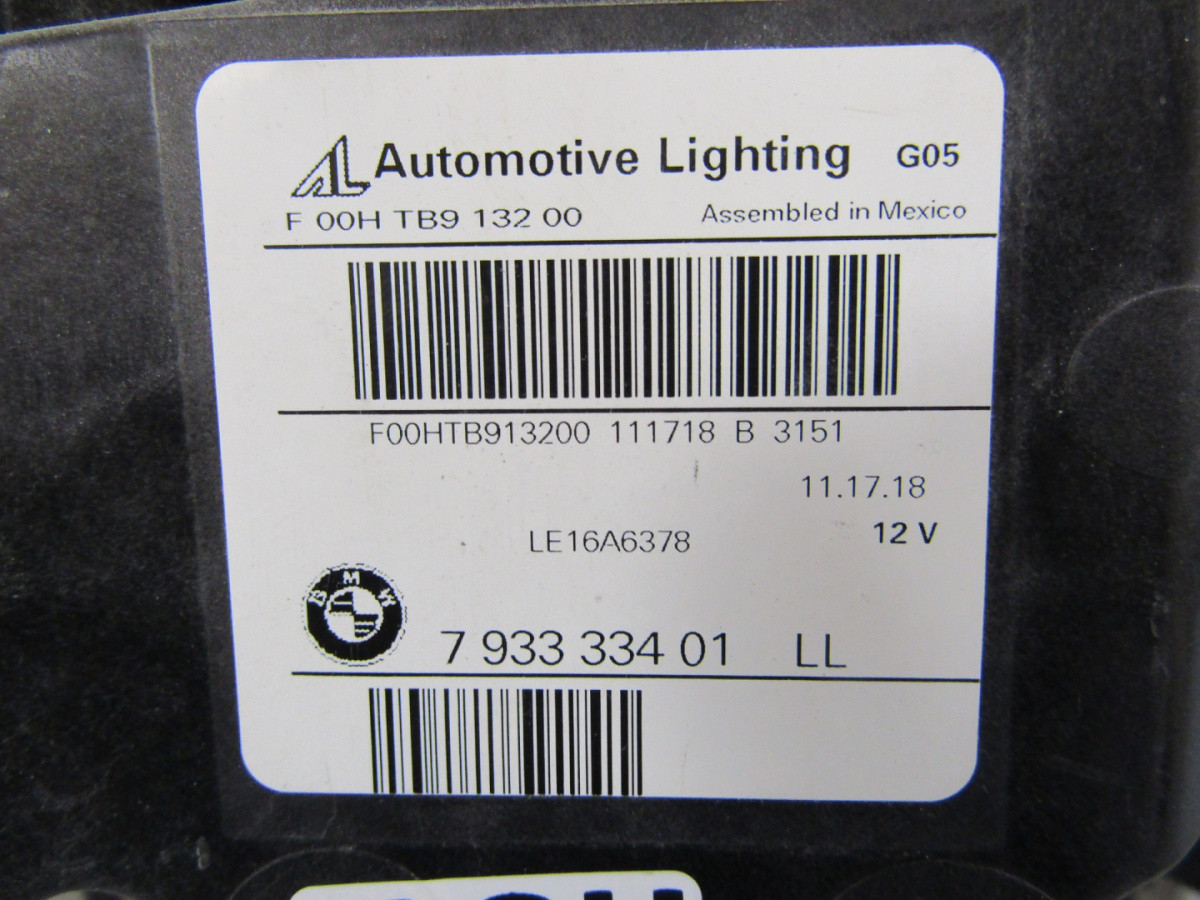 AL Automotive Lighting G05
F 00H TB9 132 00 Assembled in Mexico
F00HTB913200 111718 B 3151
11.17.18
LE16A6378 12 V
BMW
7 933 334 01 LL